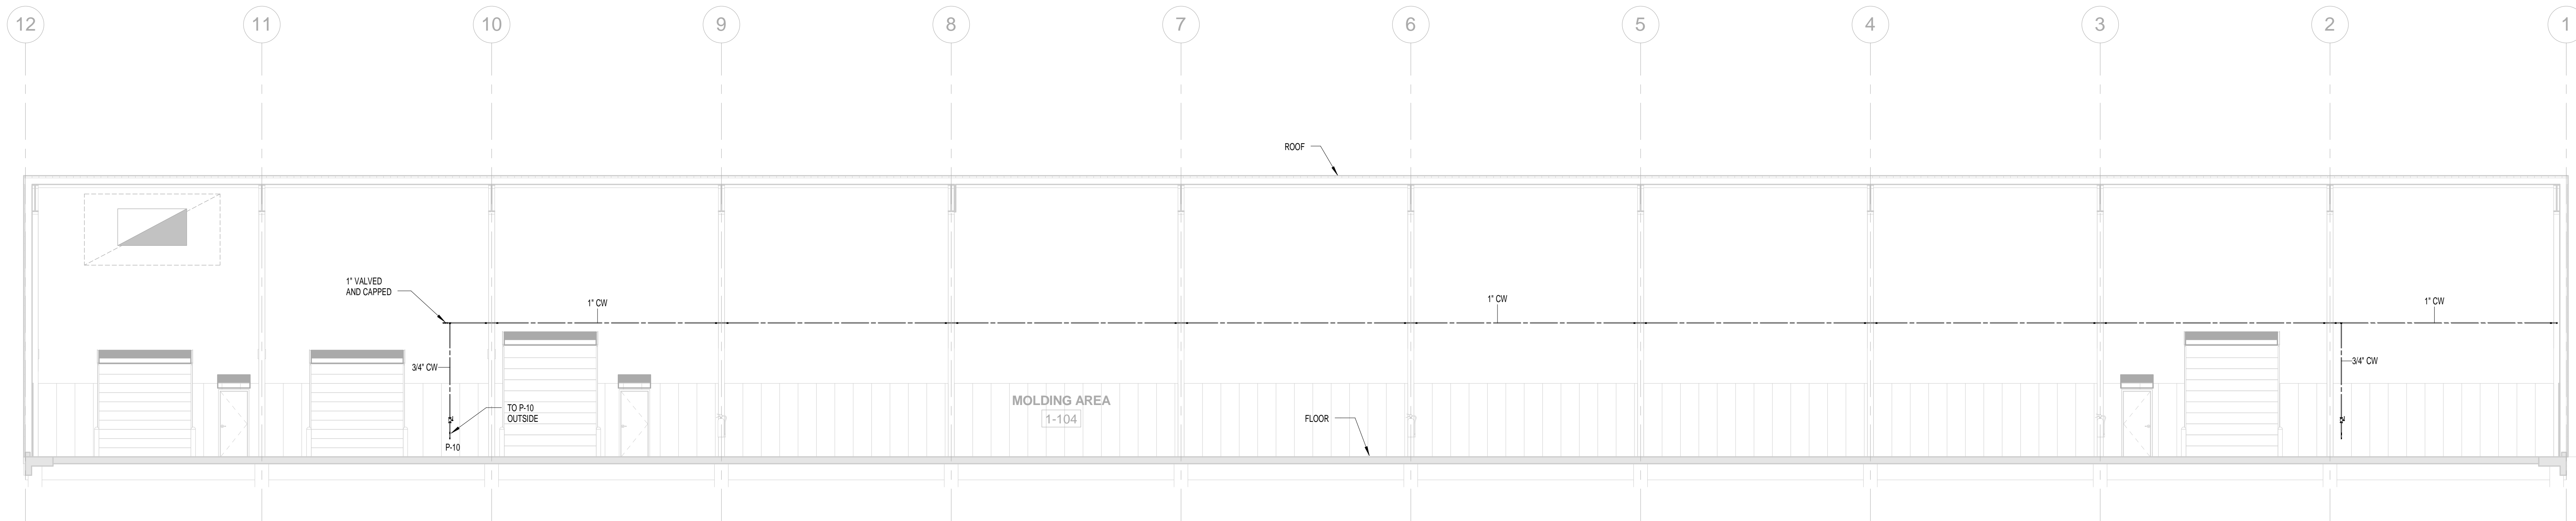 12
11
10
9
8
7
6
5
4
3
2
1
ROOF
1" VALVED
AND CAPPED
1" CW
1" CW
1" CW
3/4" CW
3/4" CW
MOLDING AREA
1-104
TO P-10
OUTSIDE
FLOOR
P-10